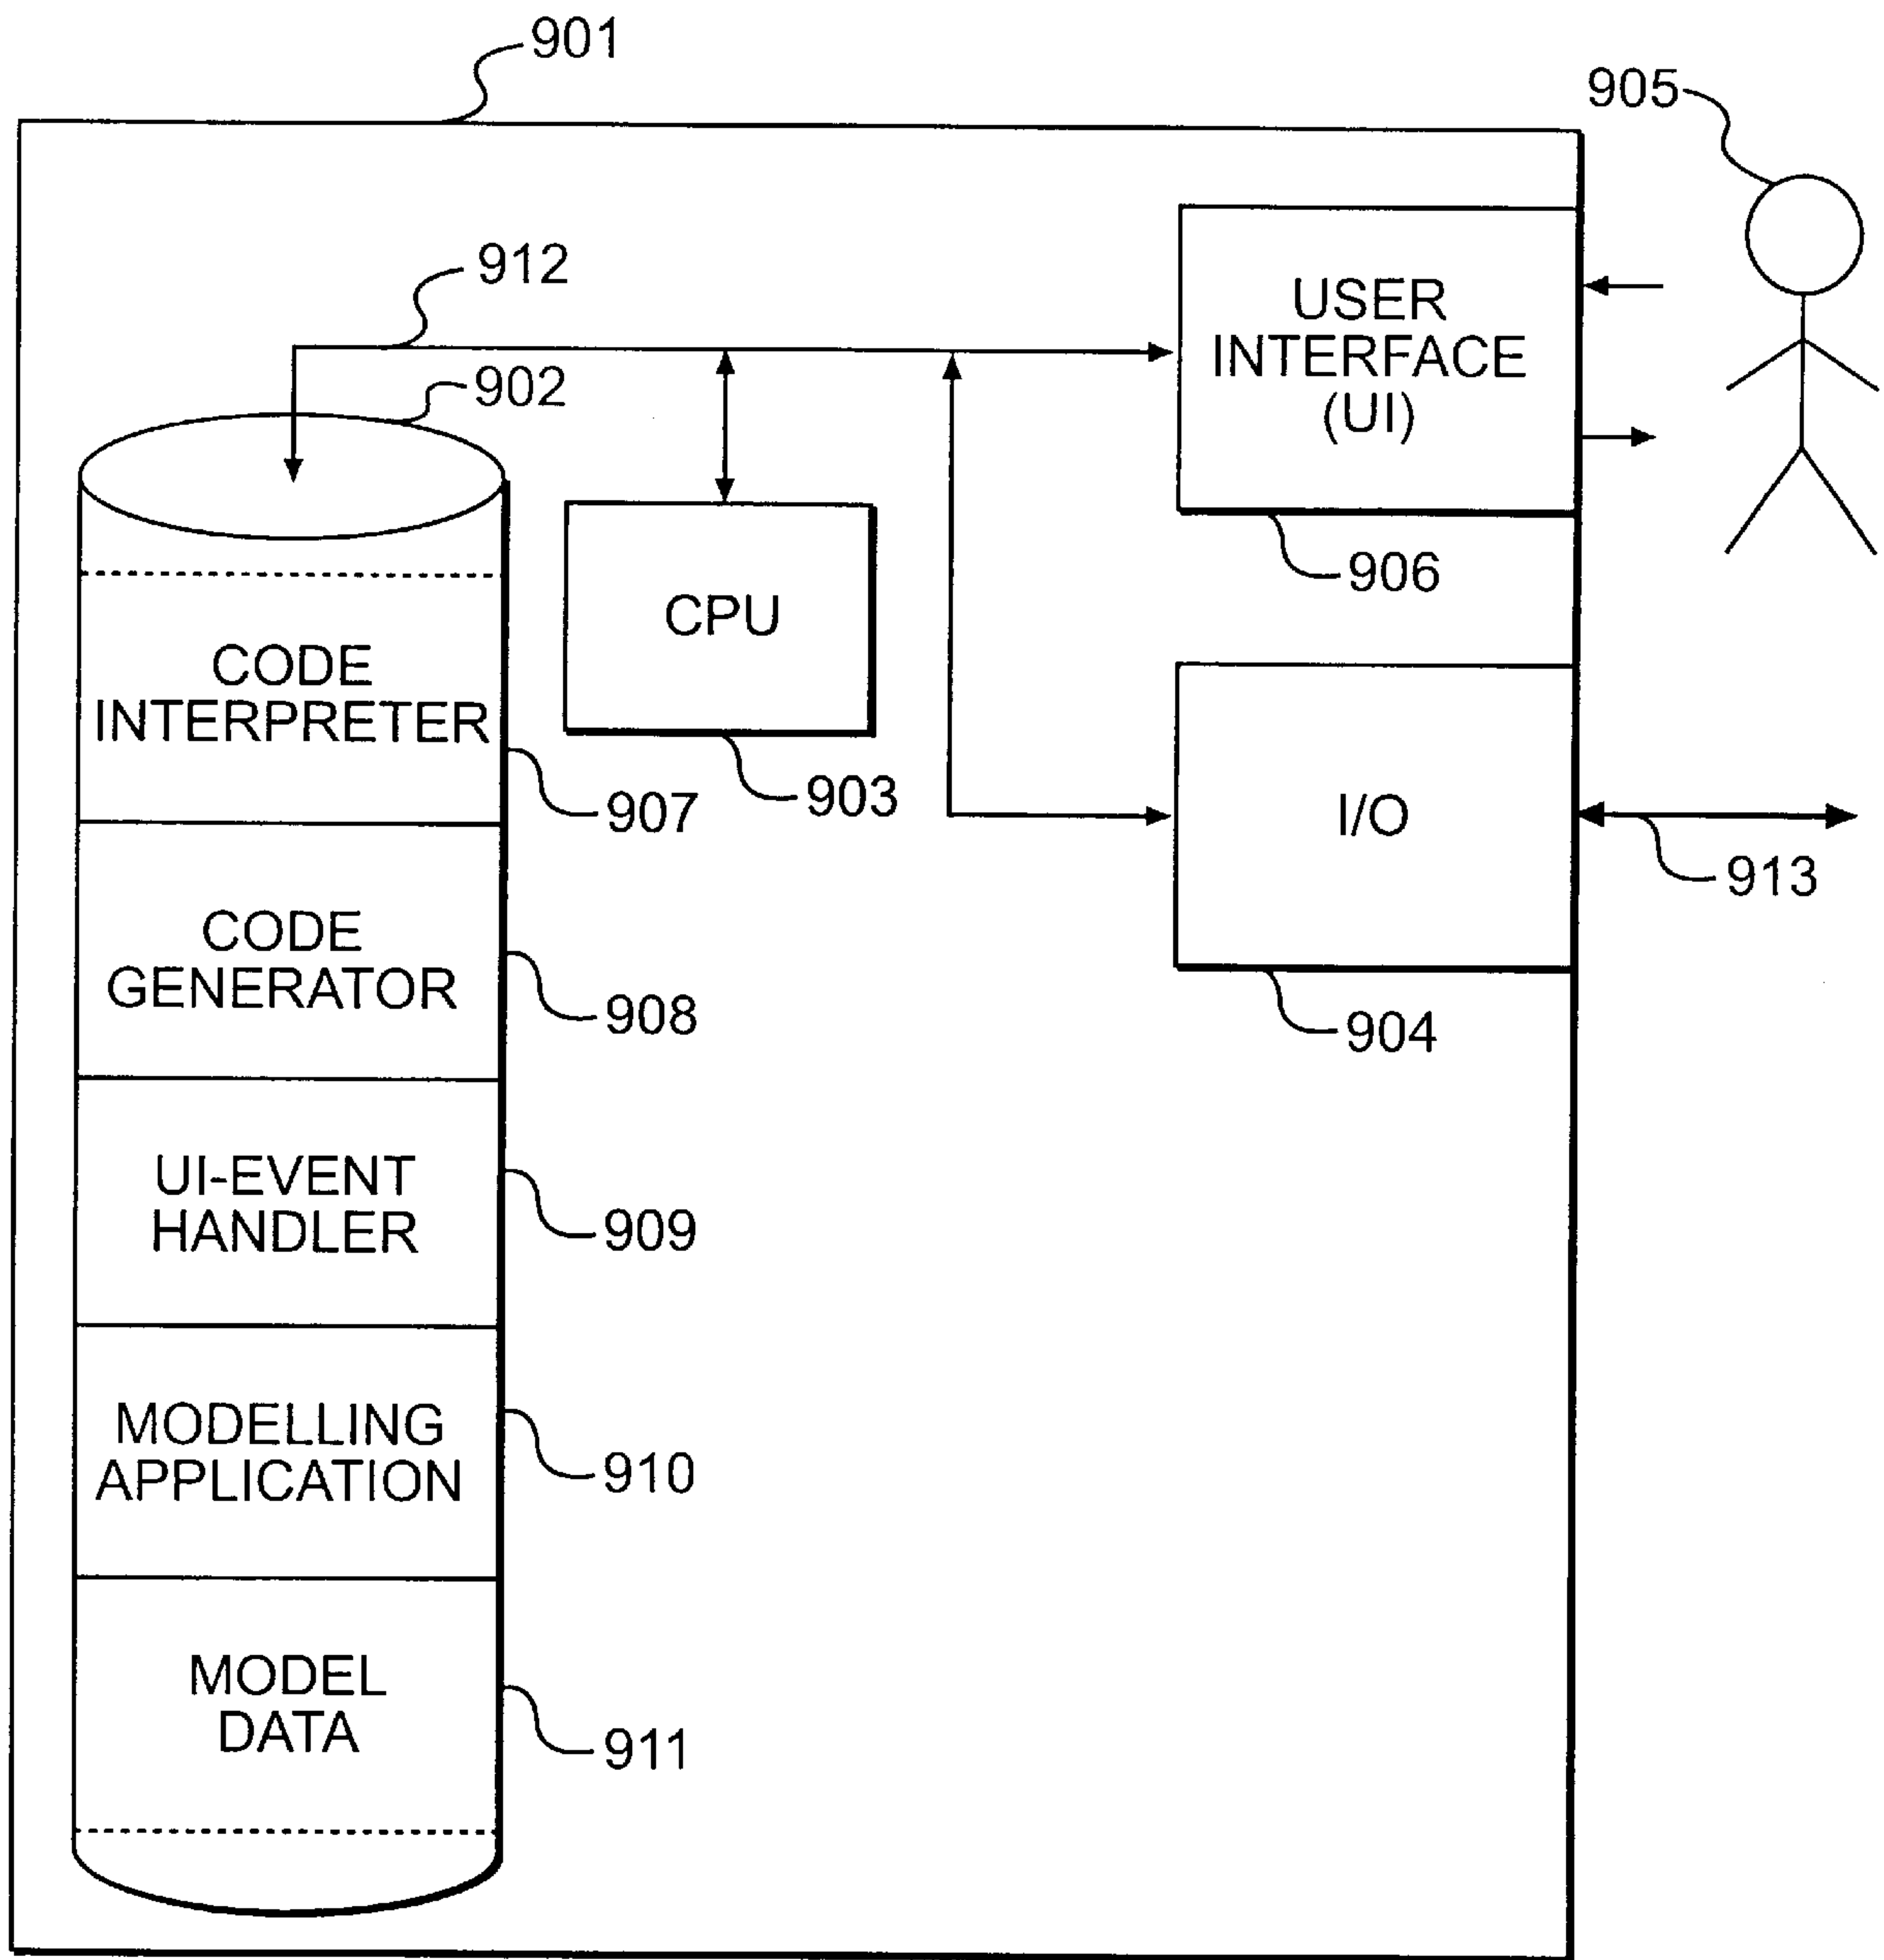 901
905
912
USER
INTERFACE
(UI)
902
906
CPU
CODE
INTERPRETER
903
907
I/O
913
CODE
GENERATOR
908
904
UI-EVENT
HANDLER
909
MODELLING
APPLICATION
910
MODEL
DATA
911